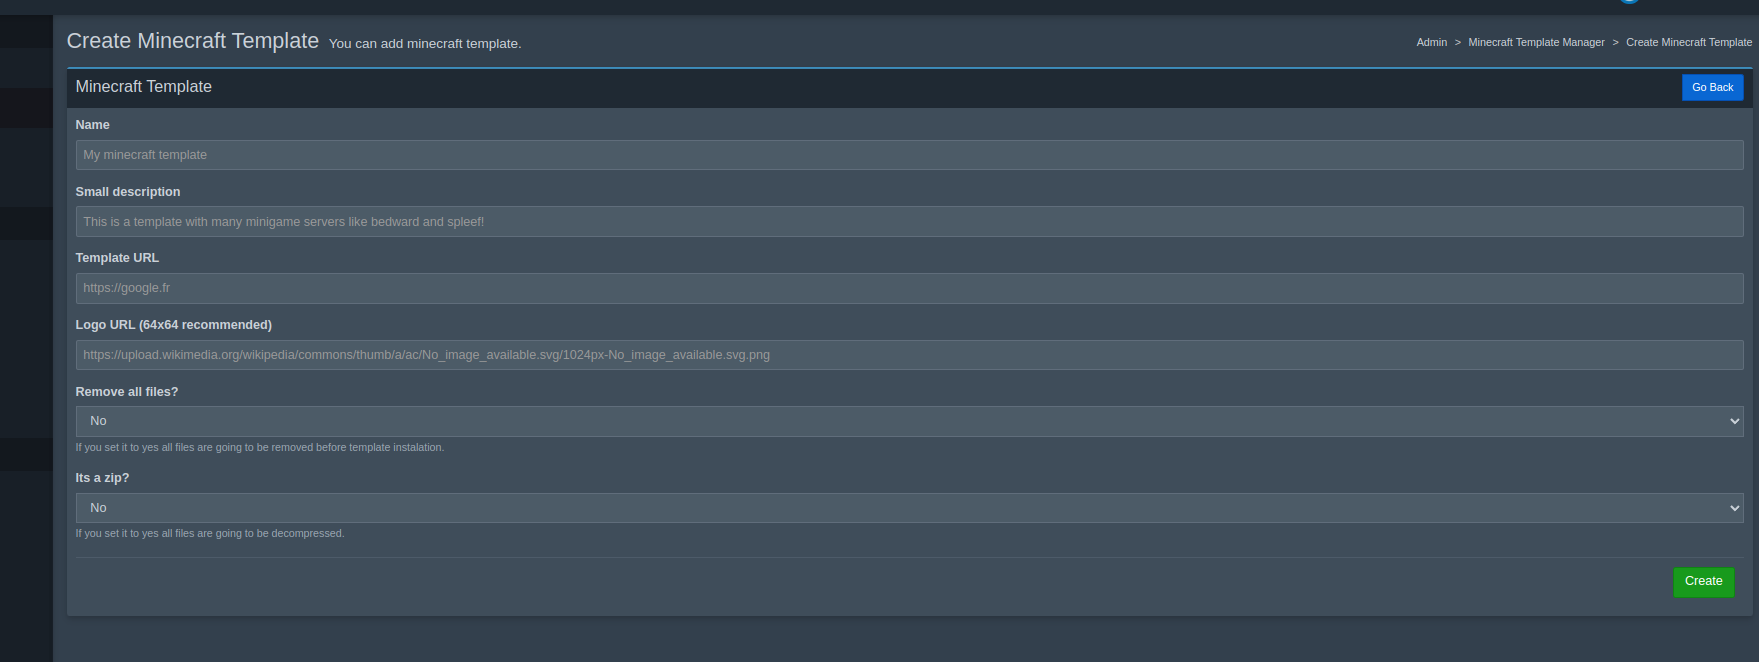 Create Minecraft Template You can add minecraft template.
Admin > Minecraft Template Manager > Create Minecraft Template
Minecraft Template
Go Back
Name
My minecraft template
Small description
This is a template with many minigame servers like bedward and spleef!
Template URL
https://google.fr
Logo URL (64x64 recommended)
https://upload.wikimedia.org/wikipedia/commons/thumb/a/ac/No_image_available.svg/1024px-No_image_available.svg.png
Remove all files?
No
If you set it to yes all files are going to be removed before template instalation.
Its a zip?
No
If you set it to yes all files are going to be decompressed.
Create